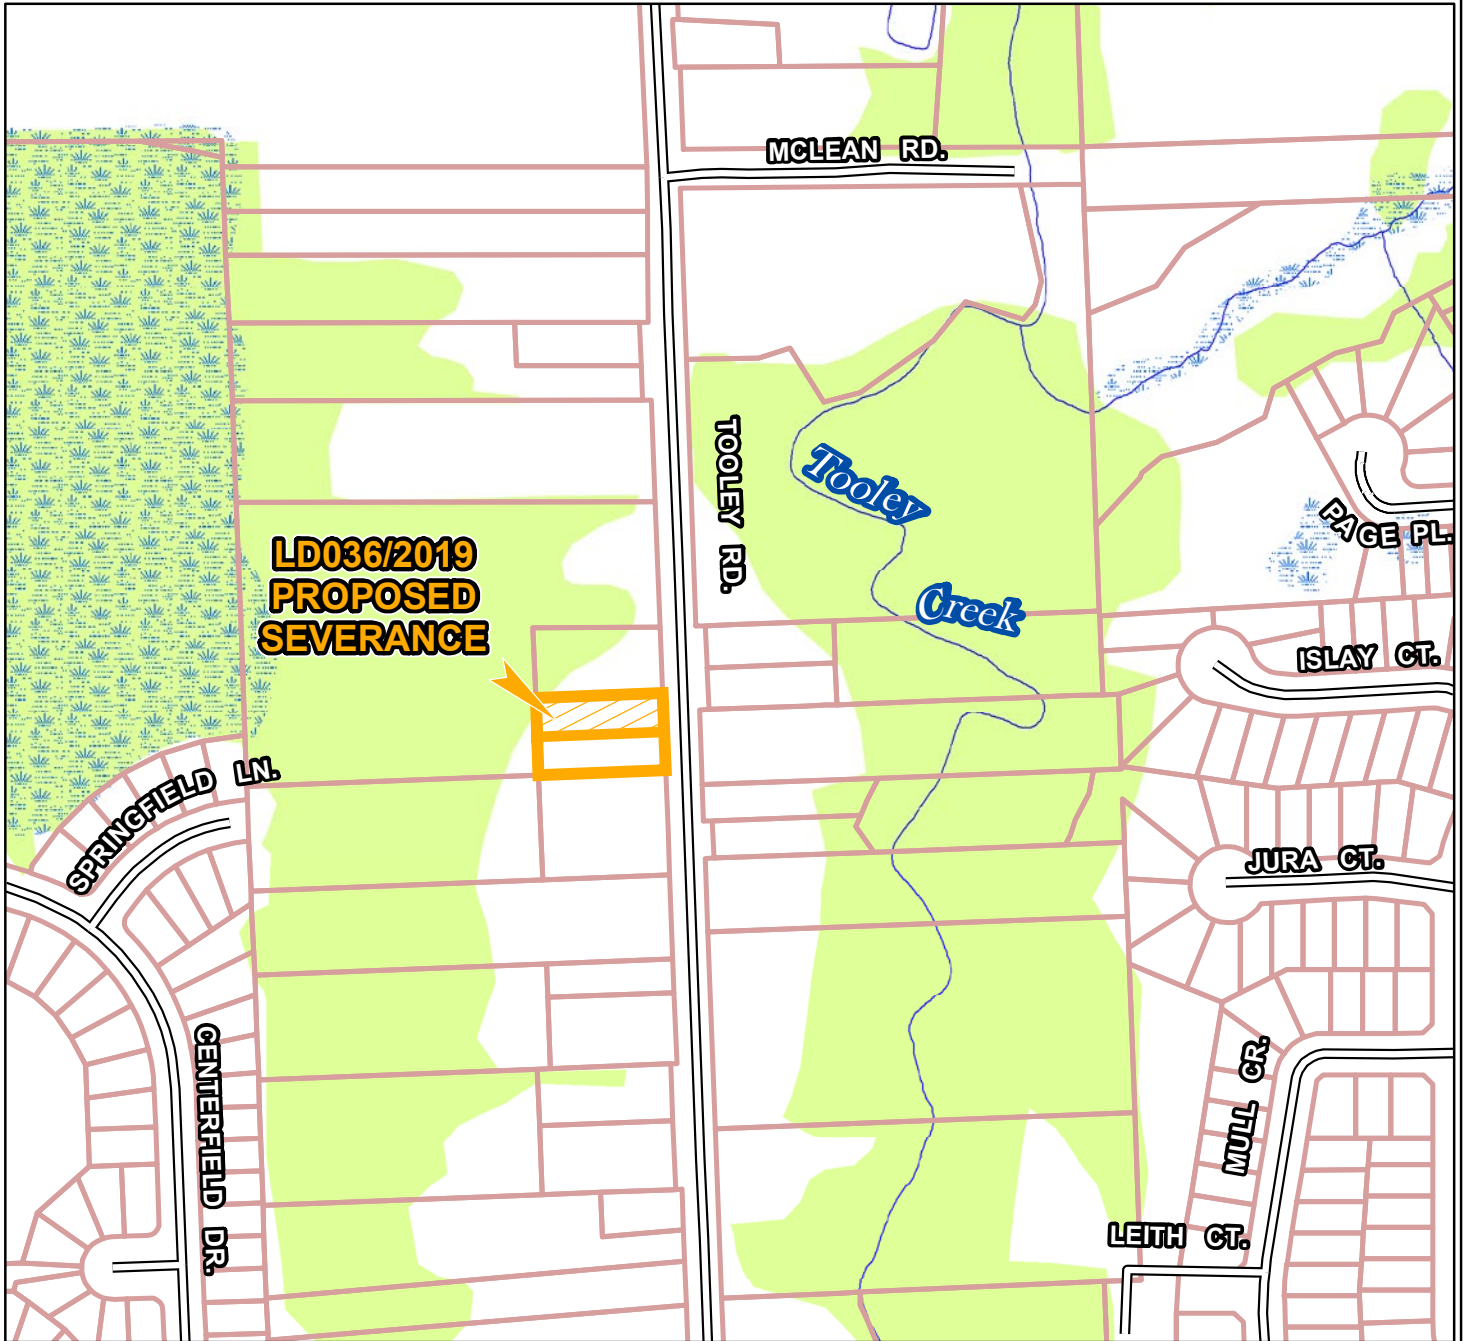 MCLEAN RD.
TOOLEY RD.
Tooley
Creek
PAGE PL.
LD036/2019
PROPOSED
SEVERANCE
ISLAY CT.
SPRINGFIELD LN.
JURA CT.
CENTERFIELD DR.
MULL CR.
LEITH CT.